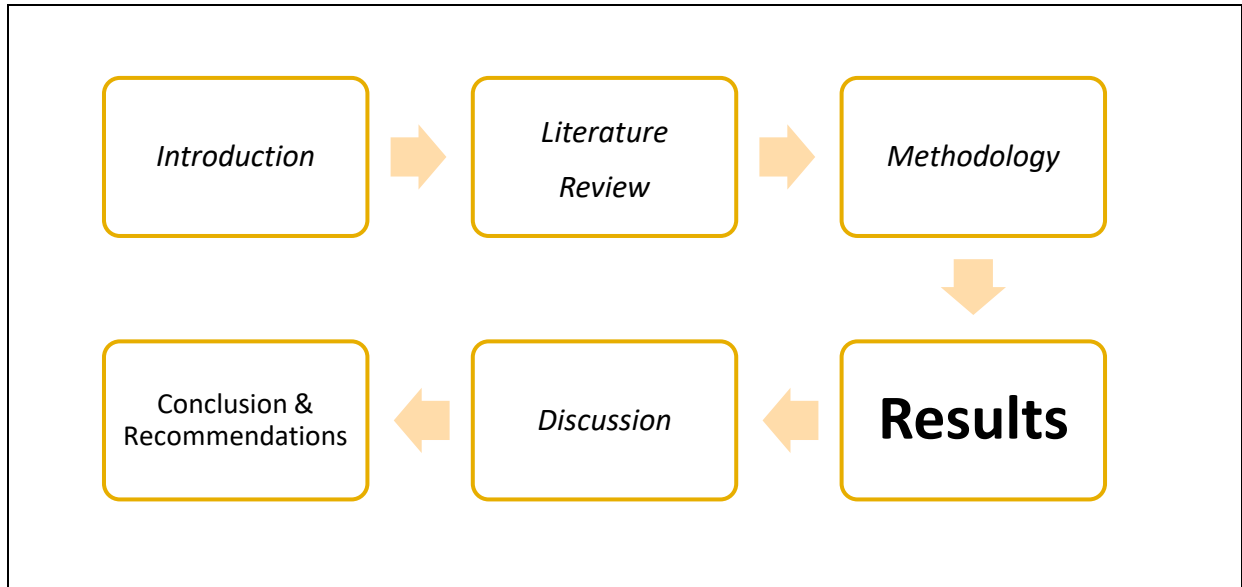 Introduction
Literature
Review
Methodology
Results
Discussion
Conclusion &
Recommendations